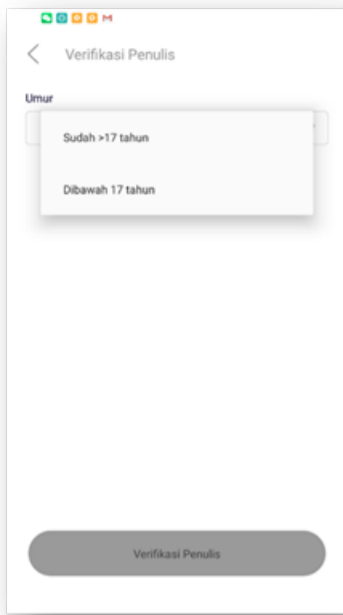 Verifikasi Penulis
Umur
Sudah >17 tahun
Dibawah 17 tahun
Verifikasi Penulis